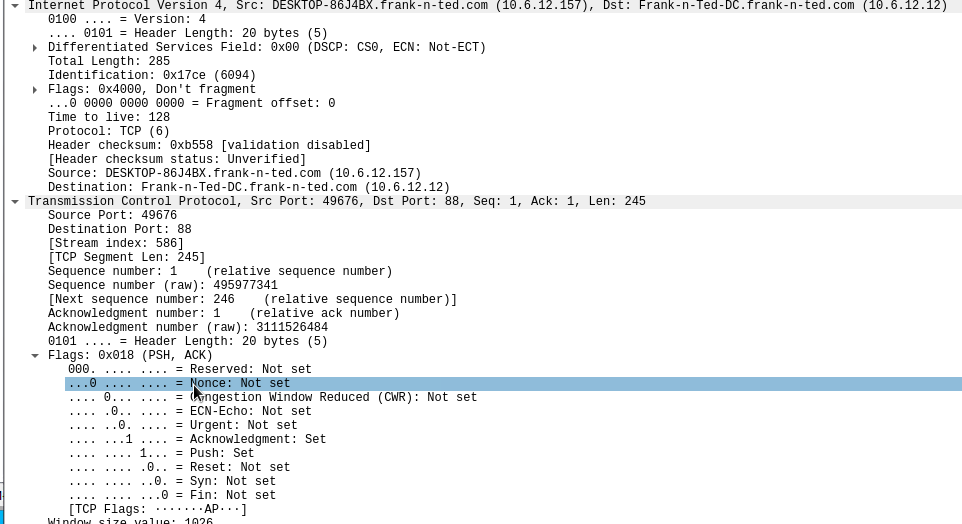 Internet Protocol Version 4, Src: DESKTOP-86J4BX.frank-n-ted.com (10.6.12.157), Dst: Frank-n-Ted-DC.frank-n-ted.com (10.6.12.12)
0100 .... = Version: 4
.... 0101 = Header Length: 20 bytes (5)
Differentiated Services Field: 0x00 (DSCP: CS0, ECN: Not-ECT)
Total Length: 285
Identification: 0x17ce (6094)
Flags: 0x4000, Don't fragment
...0 0000 0000 0000 = Fragment offset: 0
Time to live: 128
Protocol: TCP (6)
Header checksum: 0xb558 [validation disabled]
[Header checksum status: Unverified]
Source: DESKTOP-86J4BX.frank-n-ted.com (10.6.12.157)
Destination: Frank-n-Ted-DC.frank-n-ted.com (10.6.12.12)
Transmission Control Protocol, Src Port: 49676, Dst Port: 88, Seq: 1, Ack: 1, Len: 245
Source Port: 49676
Destination Port: 88
[Stream index: 586]
[TCP Segment Len: 245]
Sequence number: 1    (relative sequence number)
Sequence number (raw): 495977341
[Next sequence number: 246    (relative sequence number)]
Acknowledgment number: 1    (relative ack number)
Acknowledgment number (raw): 3111526484
0101 .... = Header Length: 20 bytes (5)
Flags: 0x018 (PSH, ACK)
000. .... .... = Reserved: Not set
...0 .... .... = Nonce: Not set
.... 0... .... = Congestion Window Reduced (CWR): Not set
.... .0.. .... = ECN-Echo: Not set
.... ..0. .... = Urgent: Not set
.... ...1 .... = Acknowledgment: Set
.... .... 1... = Push: Set
.... .... .0.. = Reset: Not set
.... .... ..0. = Syn: Not set
.... .... ...0 = Fin: Not set
[TCP Flags: ·······AP···]
Window size value: 1026